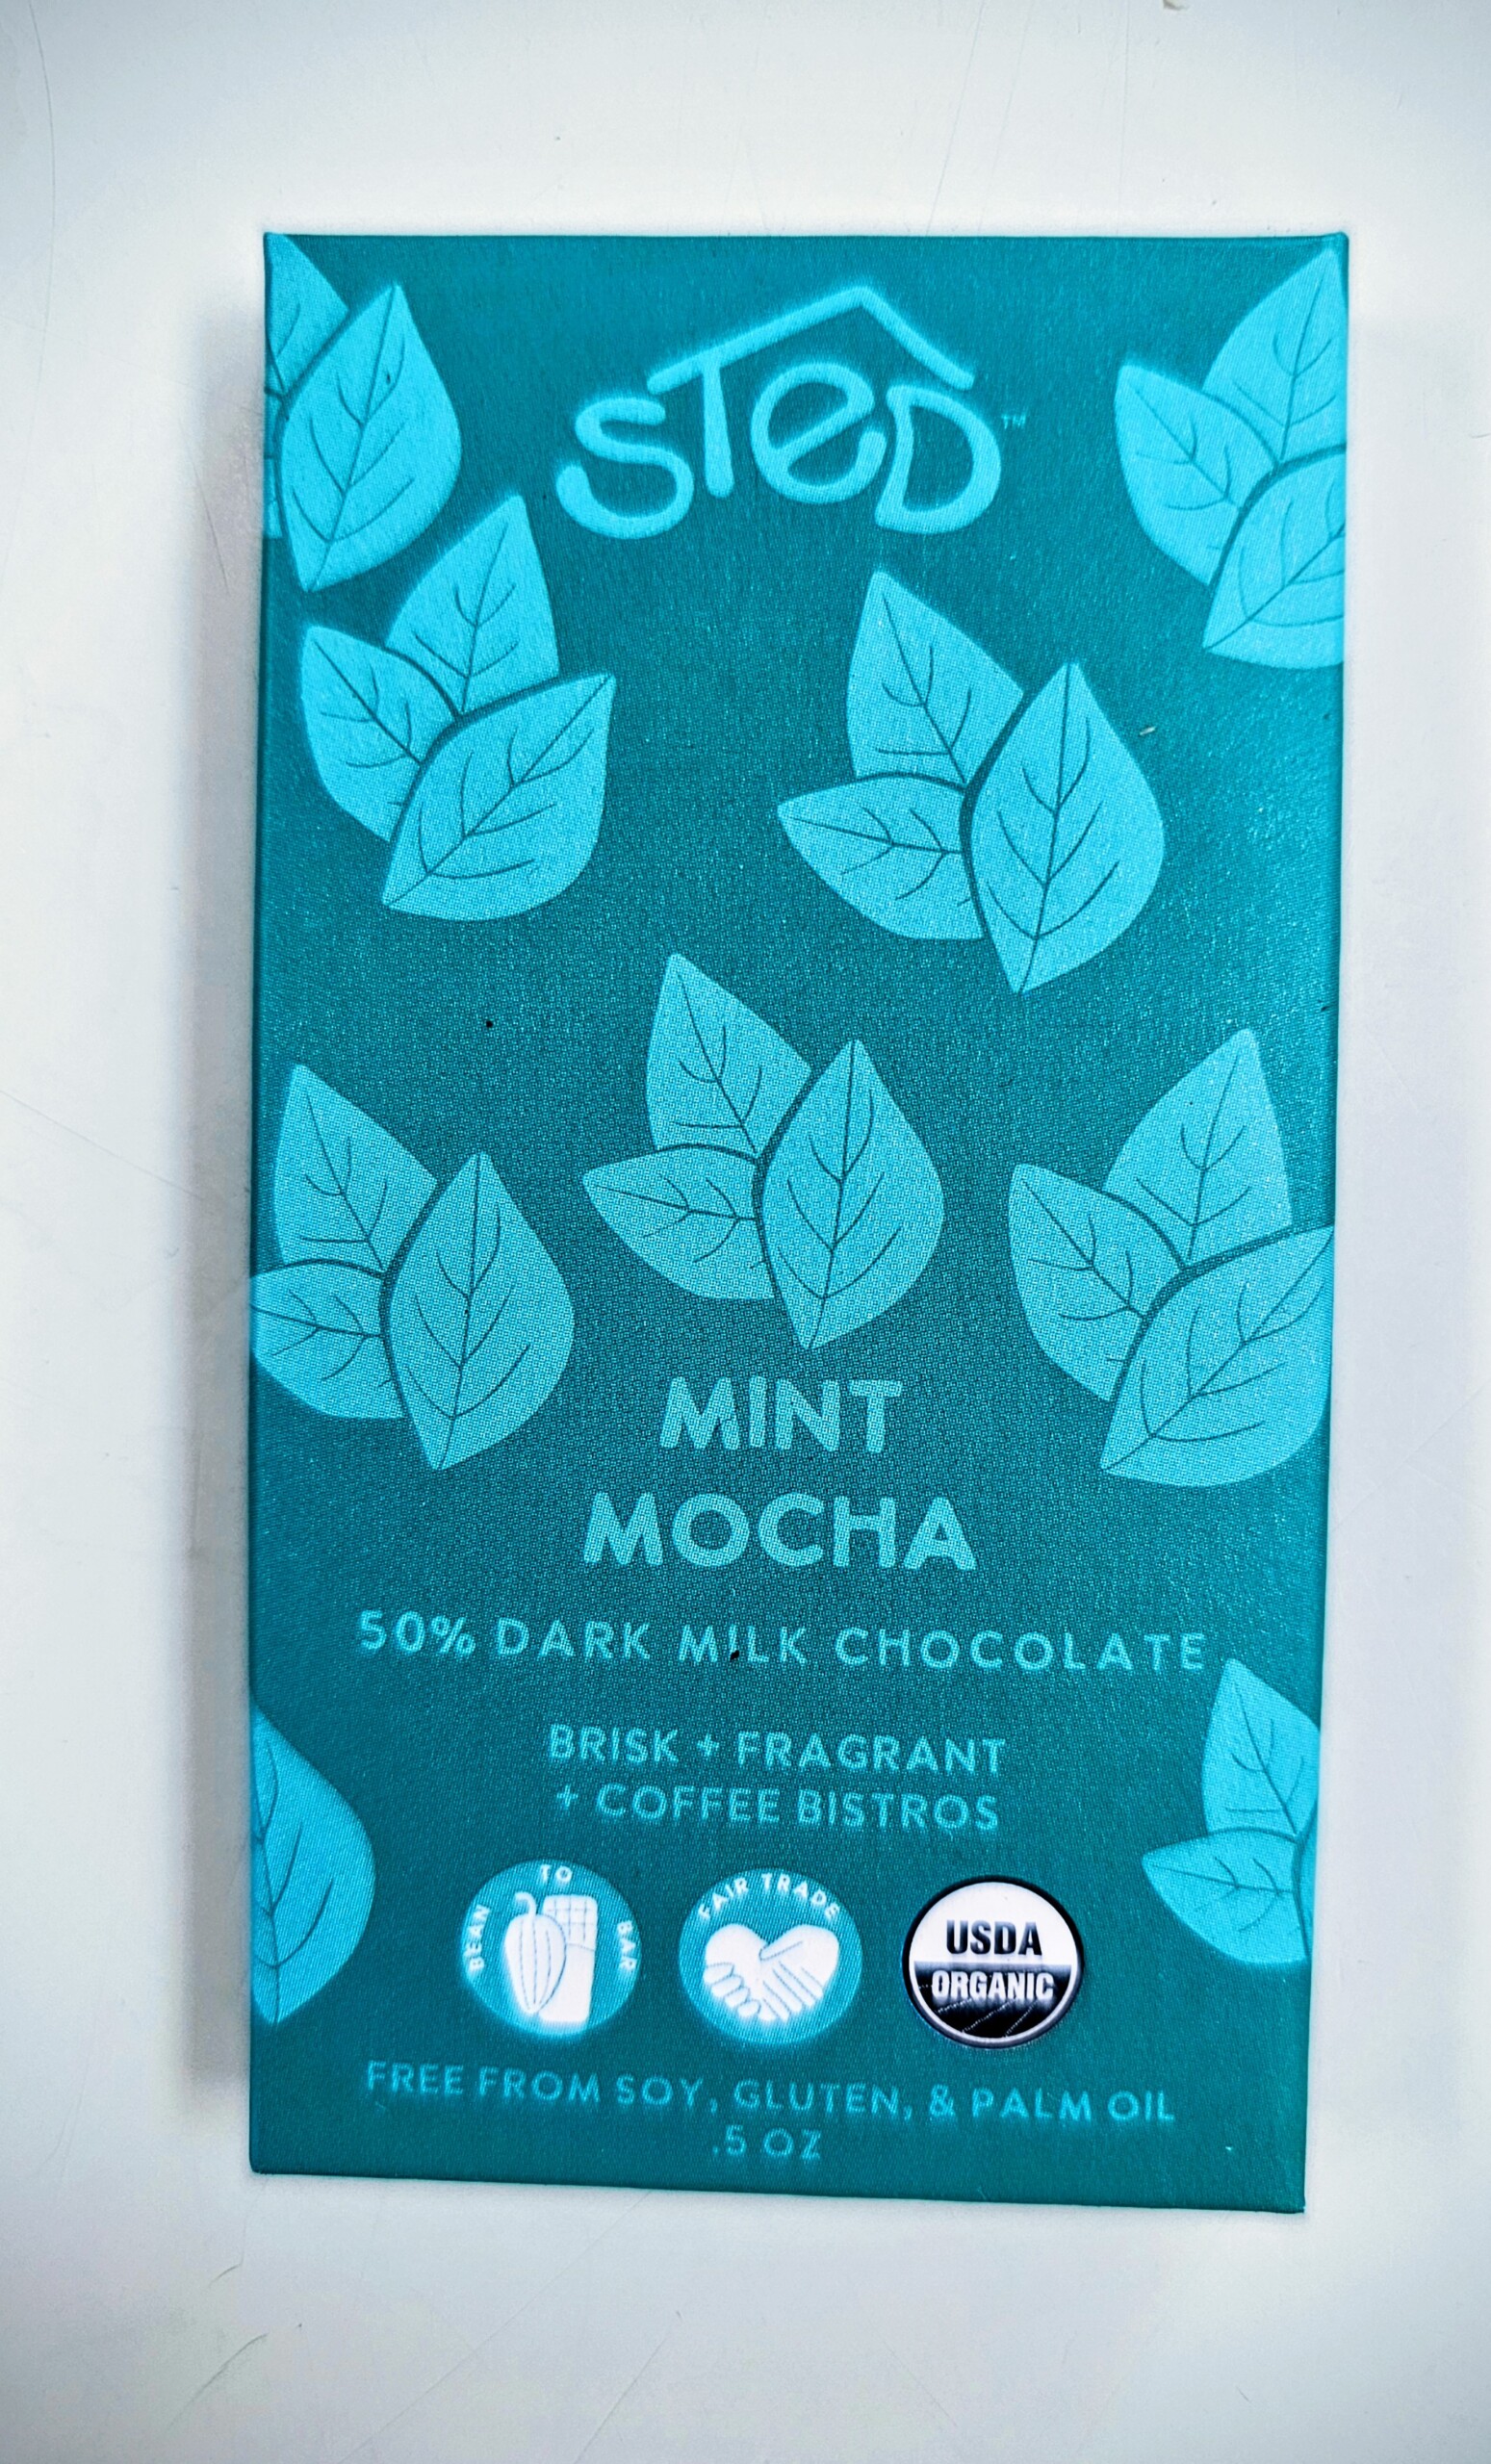 STeD™
MINT
MOCHA
50% DARK MILK CHOCOLATE
BRISK + FRAGRANT
+ COFFEE BISTROS
BEAN TO BAR
FAIR TRADE
USDA
ORGANIC
FREE FROM SOY, GLUTEN, & PALM OIL
.5 OZ